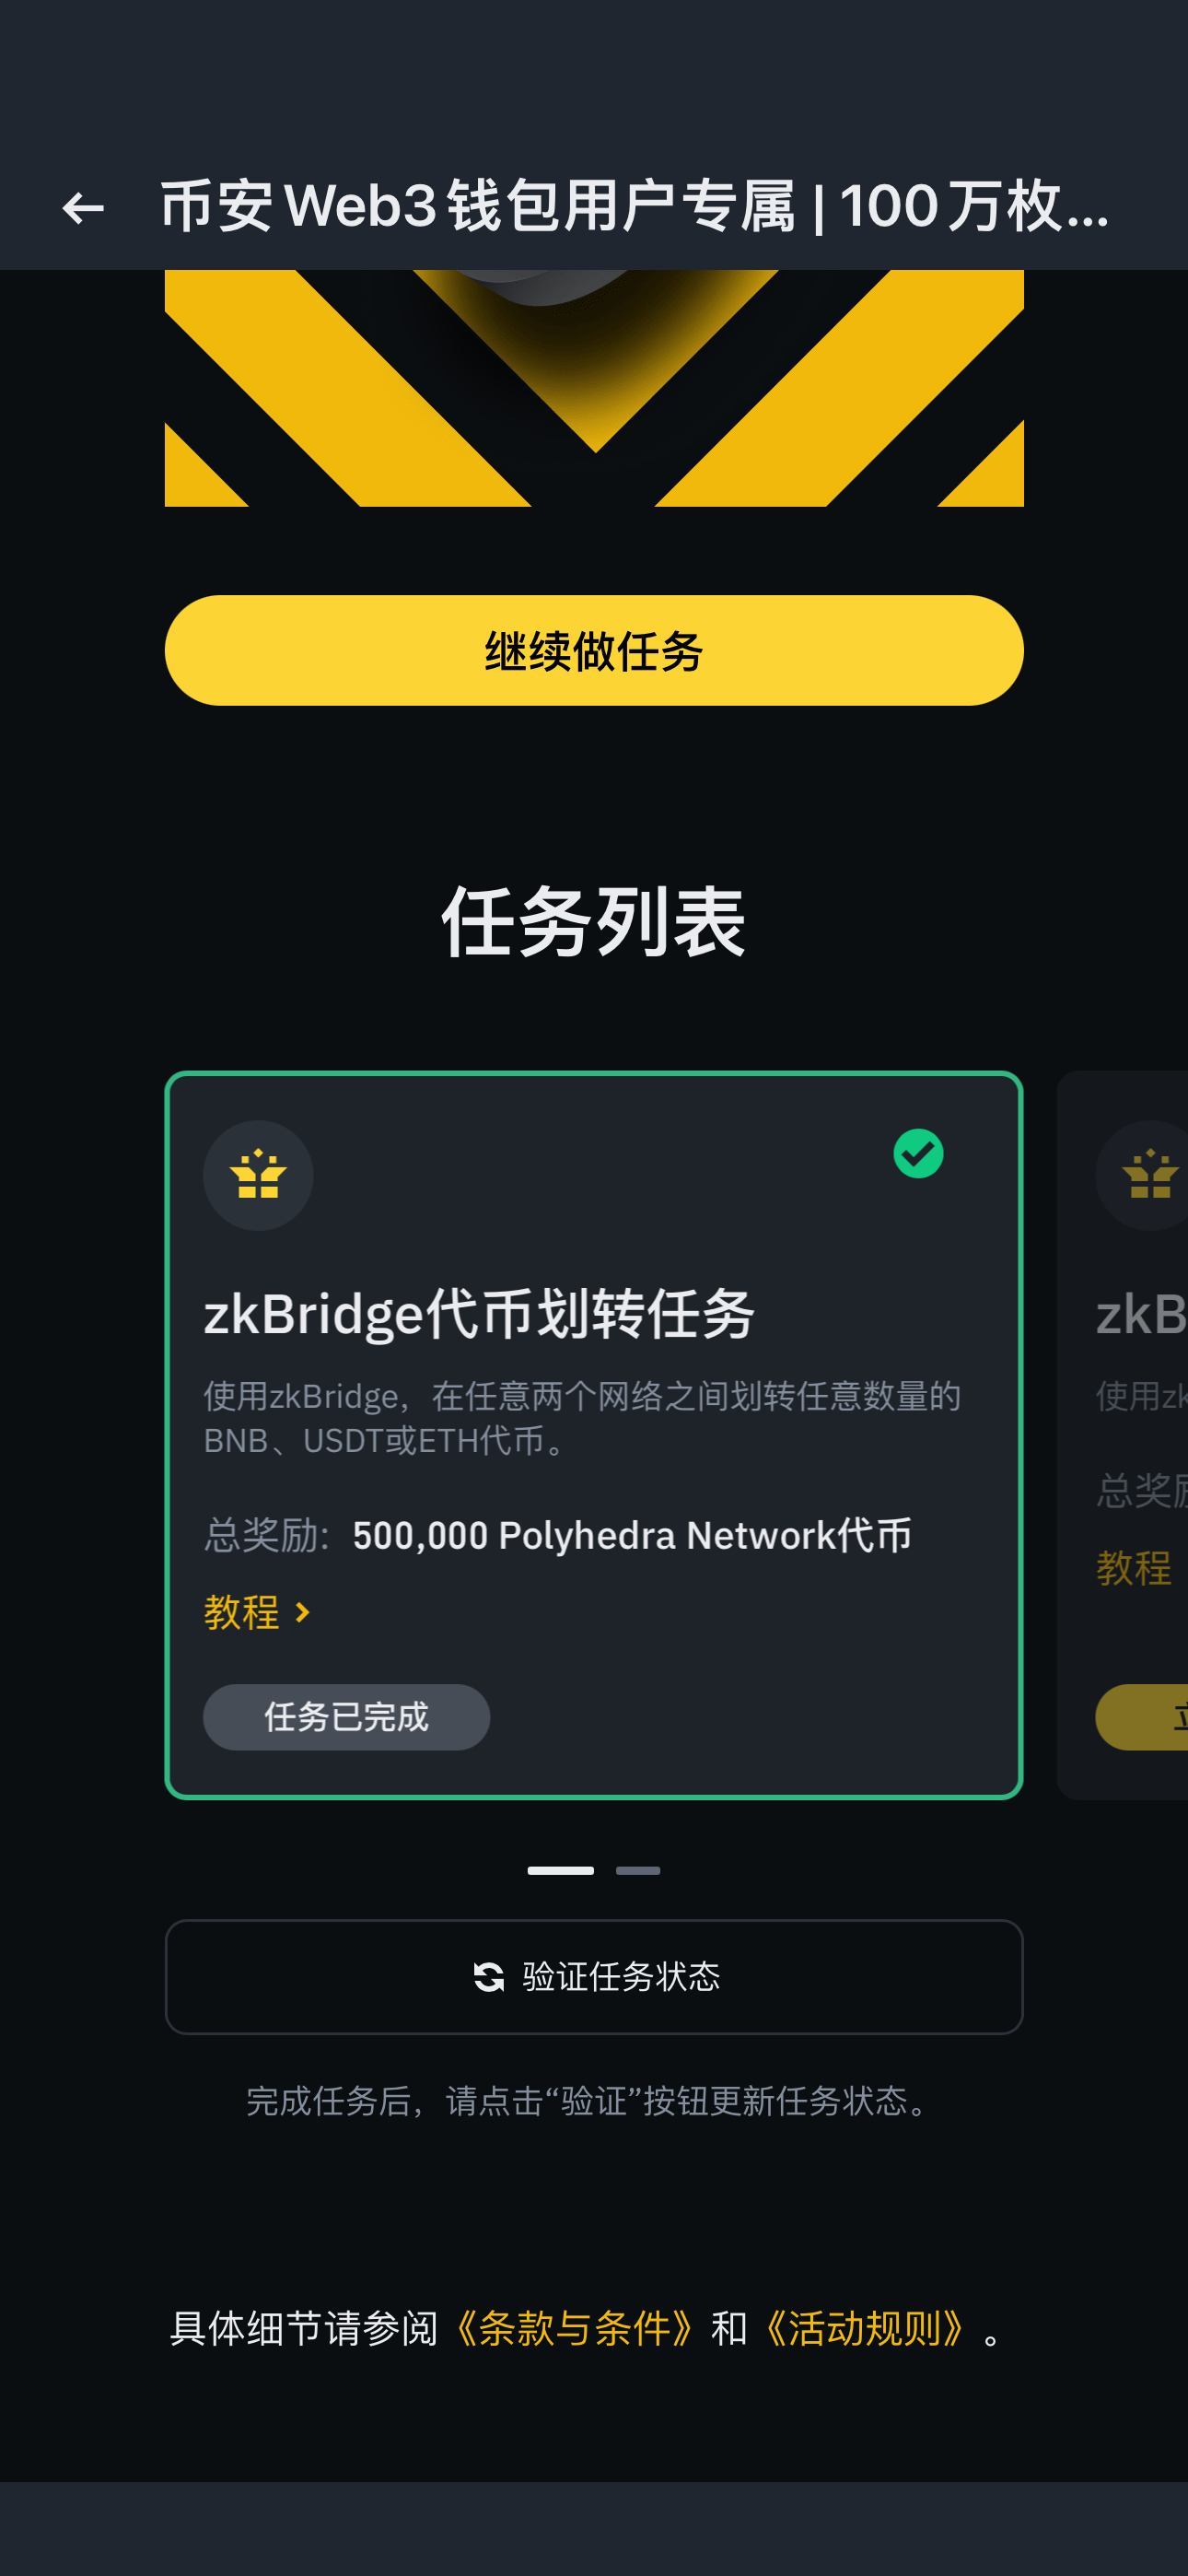 币安 Web3 钱包用户专属 | 100 万枚...
继续做任务
任务列表
zkBridge代币划转任务
使用zkBridge，在任意两个网络之间划转任意数量的
BNB、USDT或ETH代币。
总奖励: 500,000 Polyhedra Network代币
教程
任务已完成
zkB
使用zk
总奖励
教程
立
验证任务状态
完成任务后，请点击“验证”按钮更新任务状态。
具体细节请参阅《条款与条件》和《活动规则》。